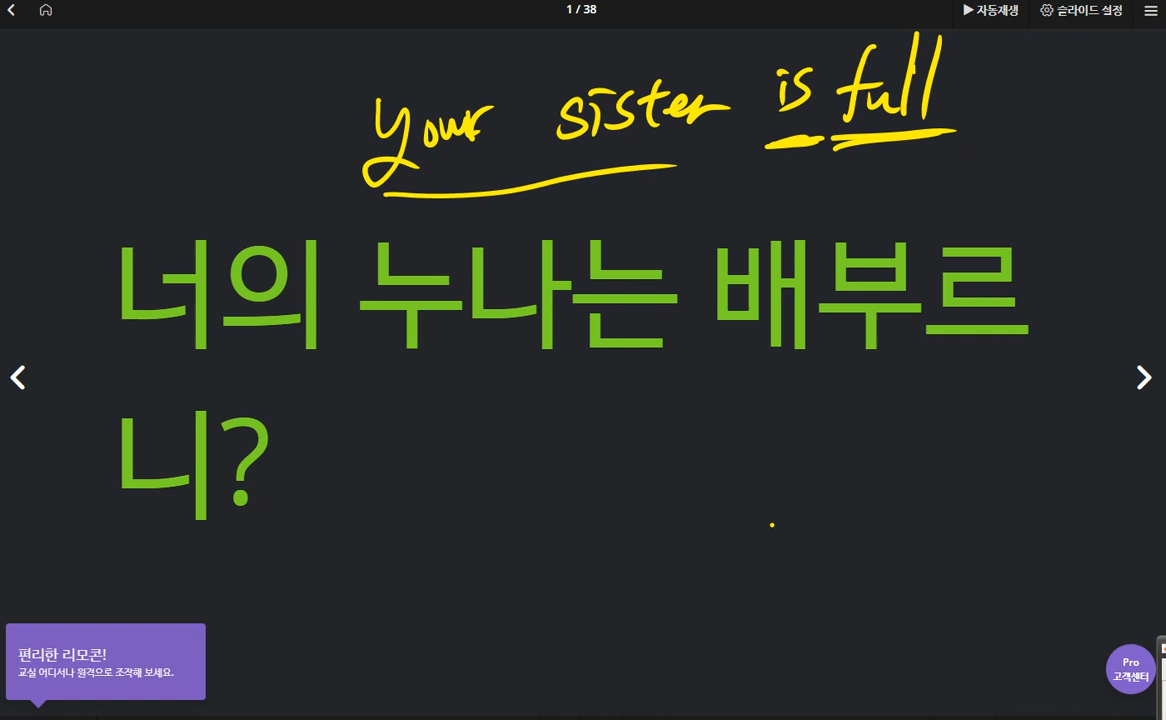 1 / 38
▶ 자동재생
슬라이드 설정
your sister is full
너의 누나는 배부르
니?
편리한 리모콘!
교실 어디서나 원격으로 조작해 보세요.
Pro
고객센터